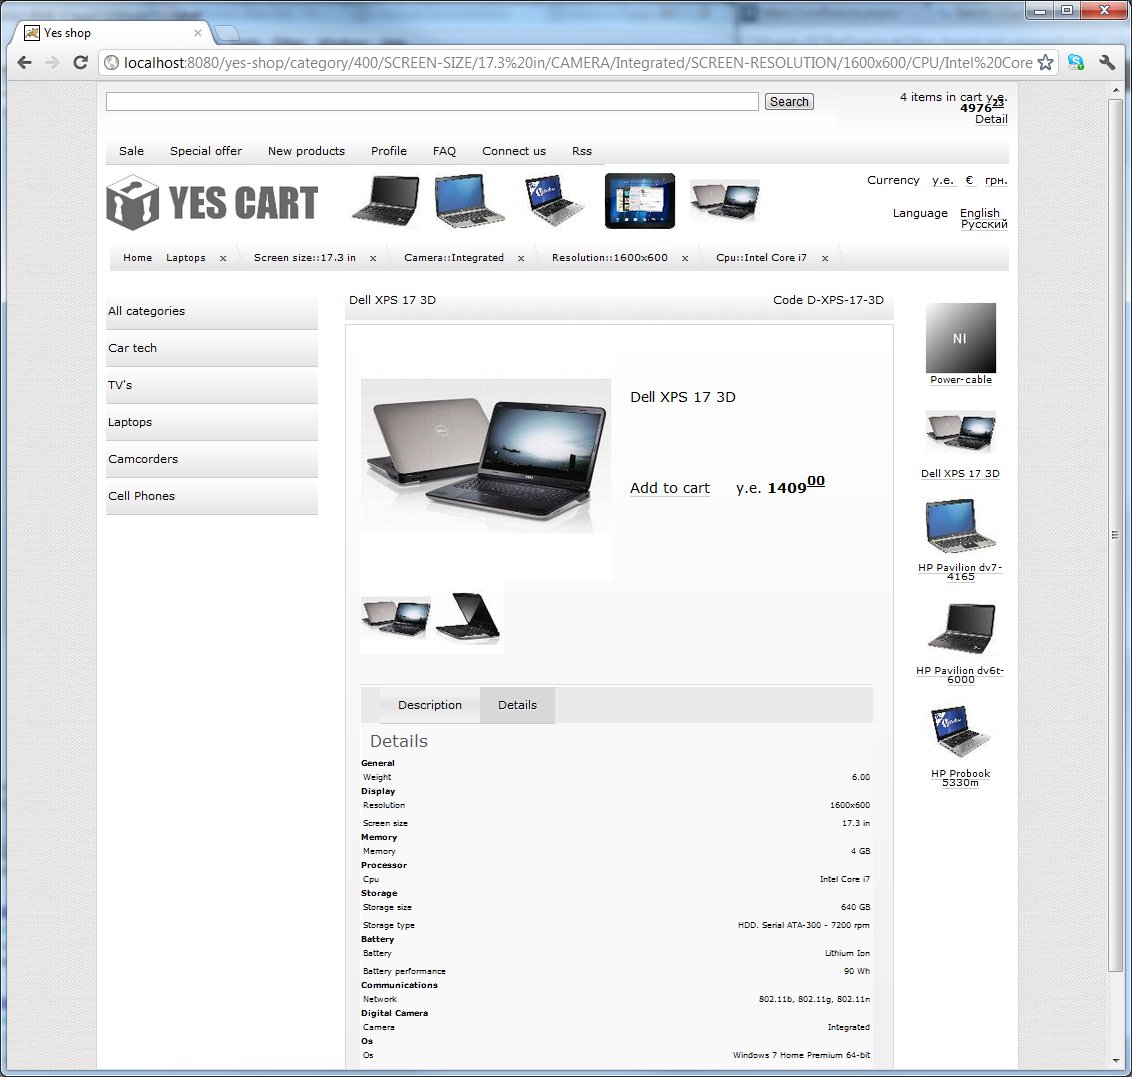 Yes shop
localhost:8080/yes-shop/category/400/SCREEN-SIZE/17.3%20in/CAMERA/Integrated/SCREEN-RESOLUTION/1600x600/CPU/Intel%20Core
Search
4 items in cart y.e. 4976 23
Detail
Sale Special offer New products Profile FAQ Connect us Rss
YES CART
Currency y.e. € грн.
Language English
Русский
Home Laptops x Screen size::17.3 in x Camera::Integrated x Resolution::1600x600 x Cpu::Intel Core i7 x
All categories
Car tech
TV's
Laptops
Camcorders
Cell Phones
Dell XPS 17 3D Code D-XPS-17-3D
Dell XPS 17 3D
Add to cart y.e. 1409 00
Description Details
Details
General
Weight 6.00
Display
Resolution 1600x600
Screen size 17.3 in
Memory
Memory 4 GB
Processor
Cpu Intel Core i7
Storage
Storage size 640 GB
Storage type HDD. Serial ATA-300 - 7200 rpm
Battery
Battery Lithium Ion
Battery performance 90 Wh
Communications
Network 802.11b, 802.11g, 802.11n
Digital Camera
Camera Integrated
Os
Os Windows 7 Home Premium 64-bit
NI
Power-cable
Dell XPS 17 3D
HP Pavilion dv7-
4165
HP Pavilion dv6t-
6000
HP Probook
5330m